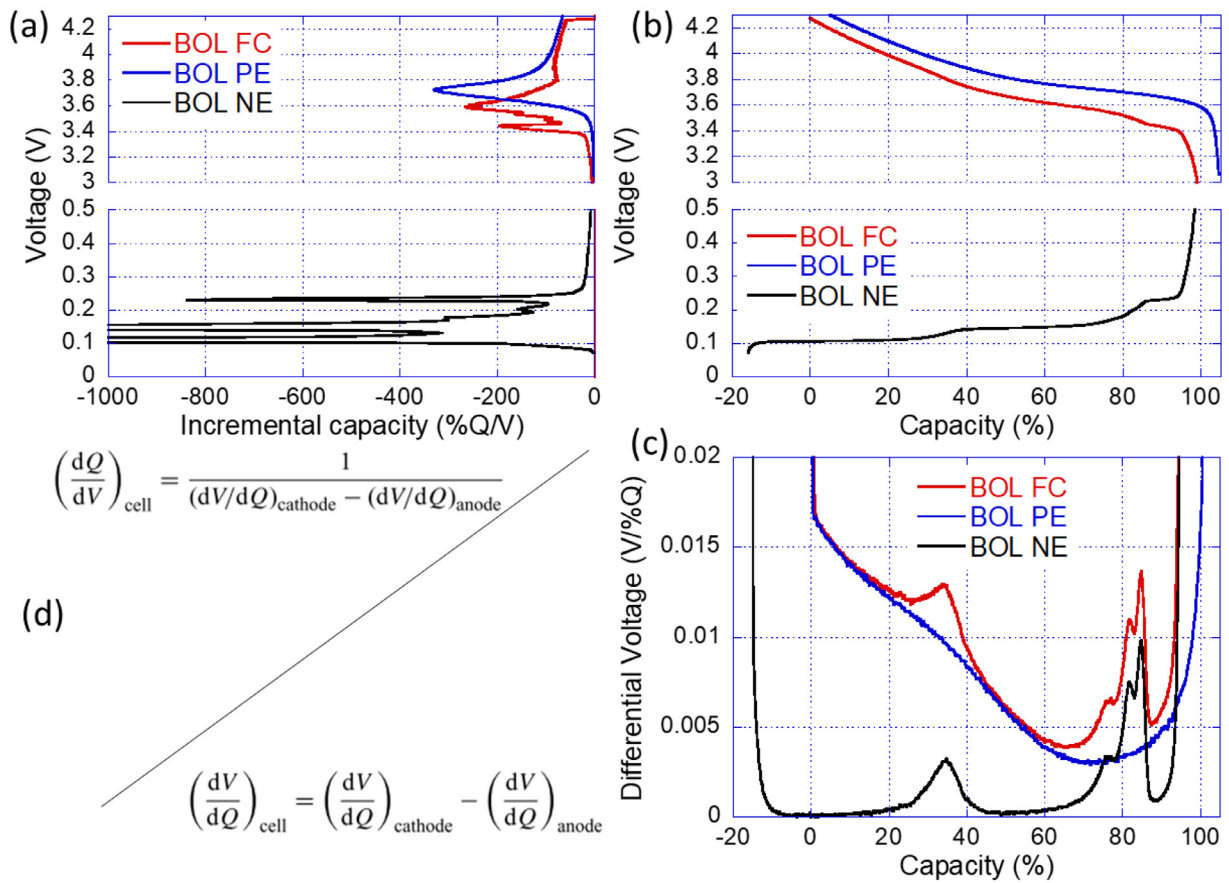 (a)
4.2
4
3.8
3.6
3.4
3.2
3
BOL FC
BOL PE
BOL NE
Voltage (V)
0.5
0.4
0.3
0.2
0.1
0
-1000 -800 -600 -400 -200 0
Incremental capacity (%Q/V)
(b)
4.2
4
3.8
3.6
3.4
3.2
3
Voltage (V)
0.5
0.4
0.3
0.2
0.1
0
BOL FC
BOL PE
BOL NE
-20 0 20 40 60 80 100
Capacity (%)
(c)
0.02
0.015
0.01
0.005
0
Differential Voltage (V/%Q)
BOL FC
BOL PE
BOL NE
-20 0 20 40 60 80 100
Capacity (%)
(dQ/dV)cell = 1/((dV/dQ)cathode − (dV/dQ)anode)
(d)
(dV/dQ)cell = (dV/dQ)cathode − (dV/dQ)anode